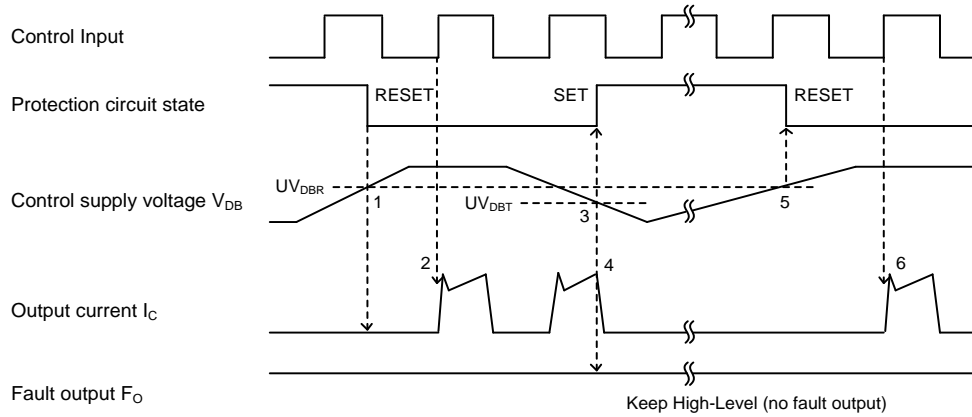 Control Input
Protection circuit state
RESET
SET
RESET
Control supply voltage V_DB
UV_DBR
1
UV_DBT
3
5
Output current I_C
2
4
6
Fault output F_O
Keep High-Level (no fault output)